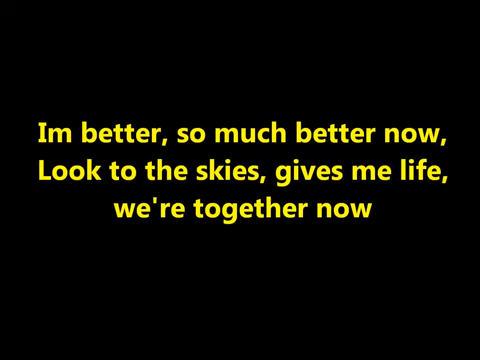 Im better, so much better now,
Look to the skies, gives me life,
we're together now